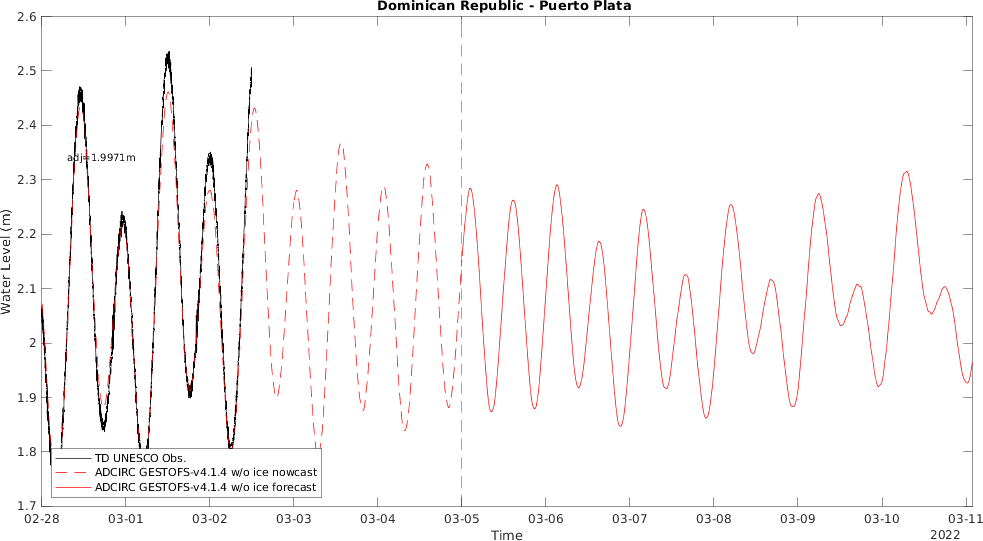 Dominican Republic - Puerto Plata
2.6
2.5
2.4
2.3
2.2
2.1
2
1.9
1.8
1.7
Water Level (m)
adj=1.9971m
TD UNESCO Obs.
ADCIRC GESTOFS-v4.1.4 w/o ice nowcast
ADCIRC GESTOFS-v4.1.4 w/o ice forecast
02-28 03-01 03-02 03-03 03-04 03-05 03-06 03-07 03-08 03-09 03-10 03-11
Time
2022